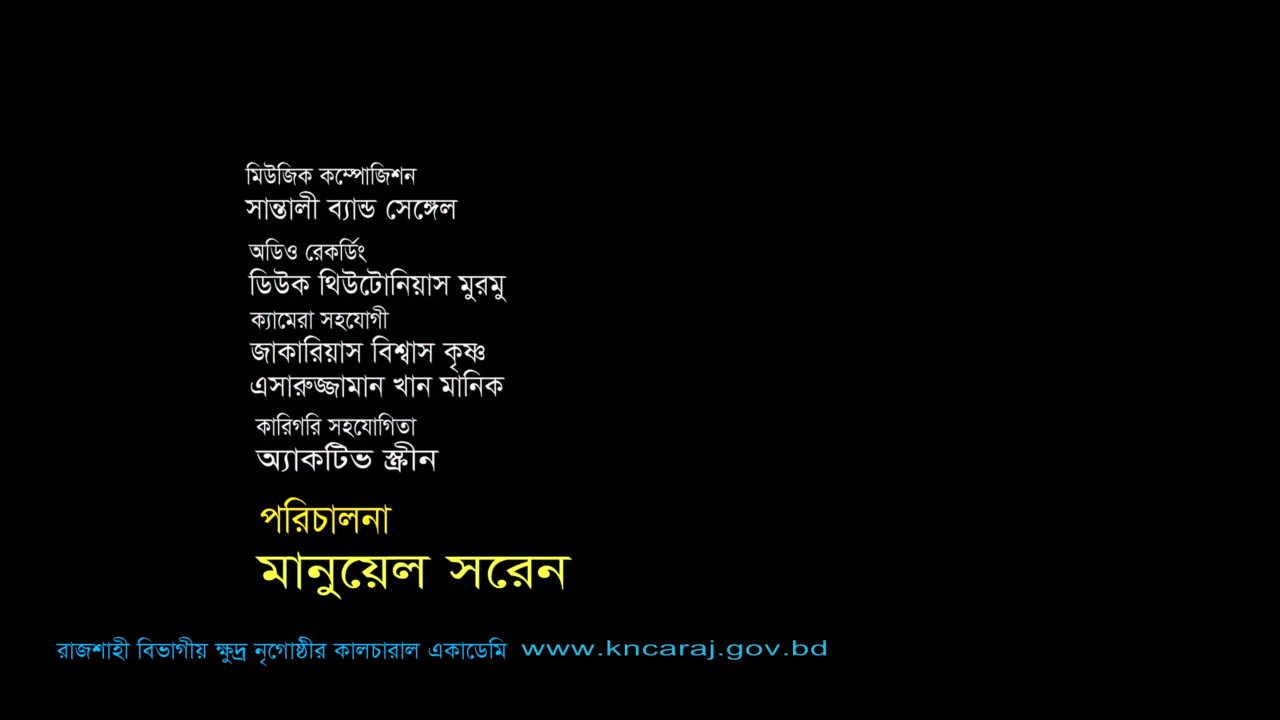 মিউজিক কম্পোজিশন
সান্তালী ব্যান্ড সেঙ্গেল
অডিও রেকর্ডিং
ডিউক থিউটোনিয়াস মুরমু
ক্যামেরা সহযোগী
জাকারিয়াস বিশ্বাস কৃষ্ণ
এসারুজ্জামান খান মানিক
কারিগরি সহযোগিতা
অ্যাকটিভ স্ক্রীন
পরিচালনা
মানুয়েল সরেন
রাজশাহী বিভাগীয় ক্ষুদ্র নৃগোষ্ঠীর কালচারাল একাডেমি www.kncaraj.gov.bd